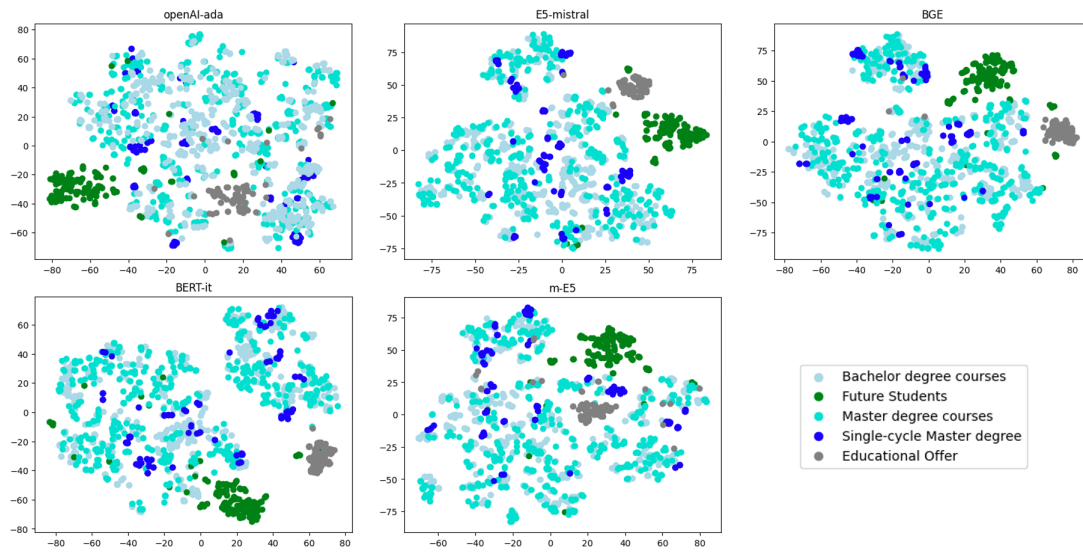 openAI-ada
E5-mistral
BGE
80
60
40
20
0
−20
−40
−60
−80 −60 −40 −20 0 20 40 60
75
50
25
0
−25
−50
−75
−75 −50 −25 0 25 50 75
75
50
25
0
−25
−50
−75
−80 −60 −40 −20 0 20 40 60 80
BERT-it
m-E5
60
40
20
0
−20
−40
−60
−80
−80 −60 −40 −20 0 20 40 60 80
75
50
25
0
−25
−50
−75
−60 −40 −20 0 20 40 60 80
Bachelor degree courses
Future Students
Master degree courses
Single-cycle Master degree
Educational Offer